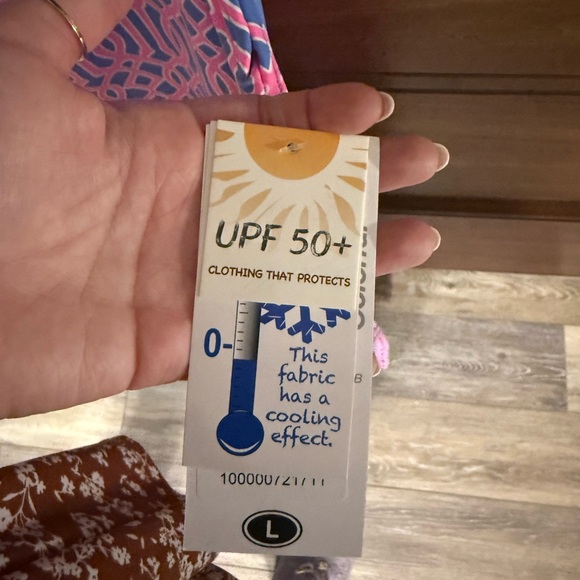 UPF 50+
CLOTHING THAT PROTECTS
0-
This
fabric
has a
cooling
effect.
B
L